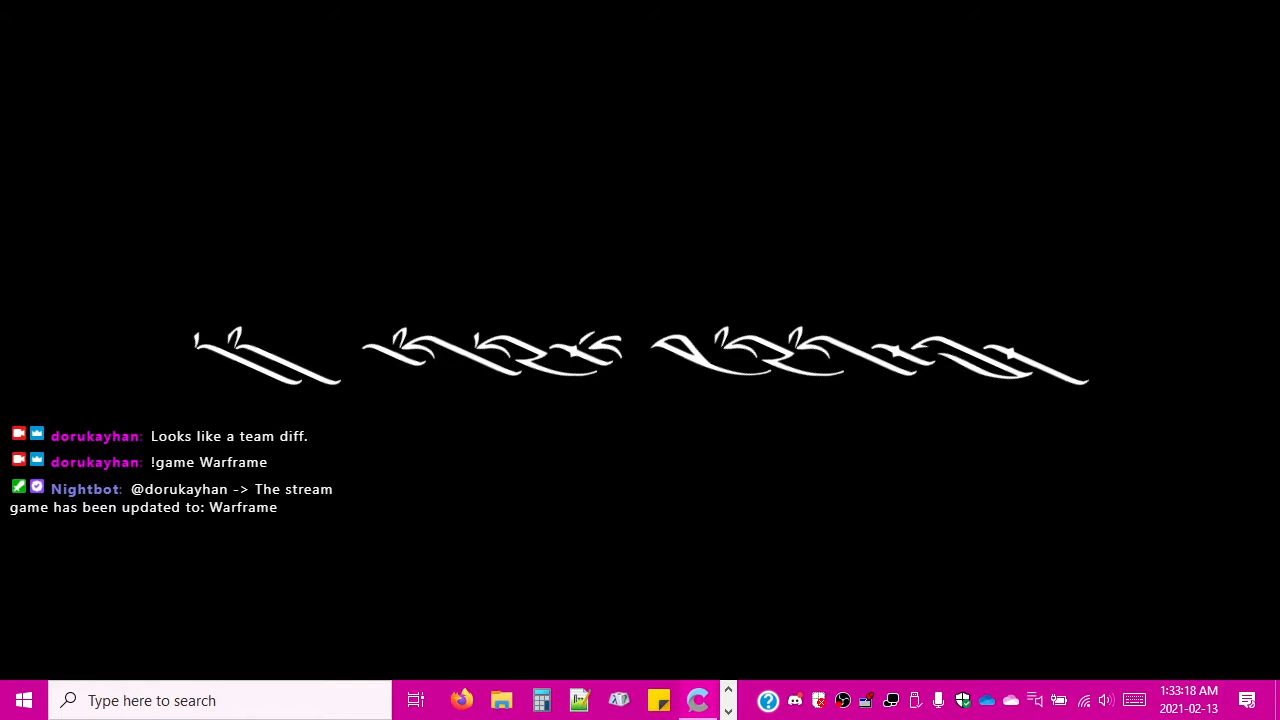 dorukayhan: Looks like a team diff.
dorukayhan: !game Warframe
Nightbot: @dorukayhan -> The stream
game has been updated to: Warframe
Type here to search
1:33:18 AM
2021-02-13